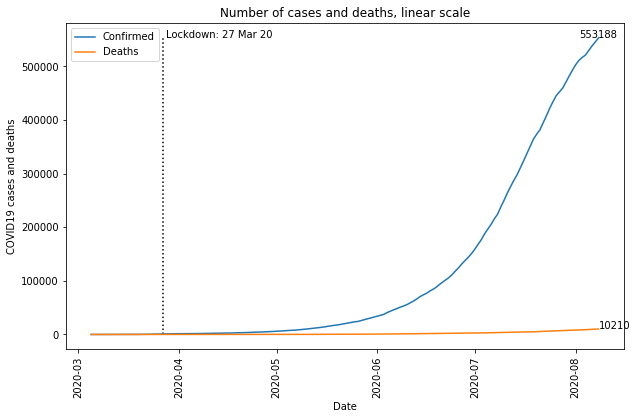 Number of cases and deaths, linear scale
Confirmed
Deaths
Lockdown: 27 Mar 20
553188
10210
COVID19 cases and deaths
500000
400000
300000
200000
100000
0
2020-03
2020-04
2020-05
2020-06
2020-07
2020-08
Date